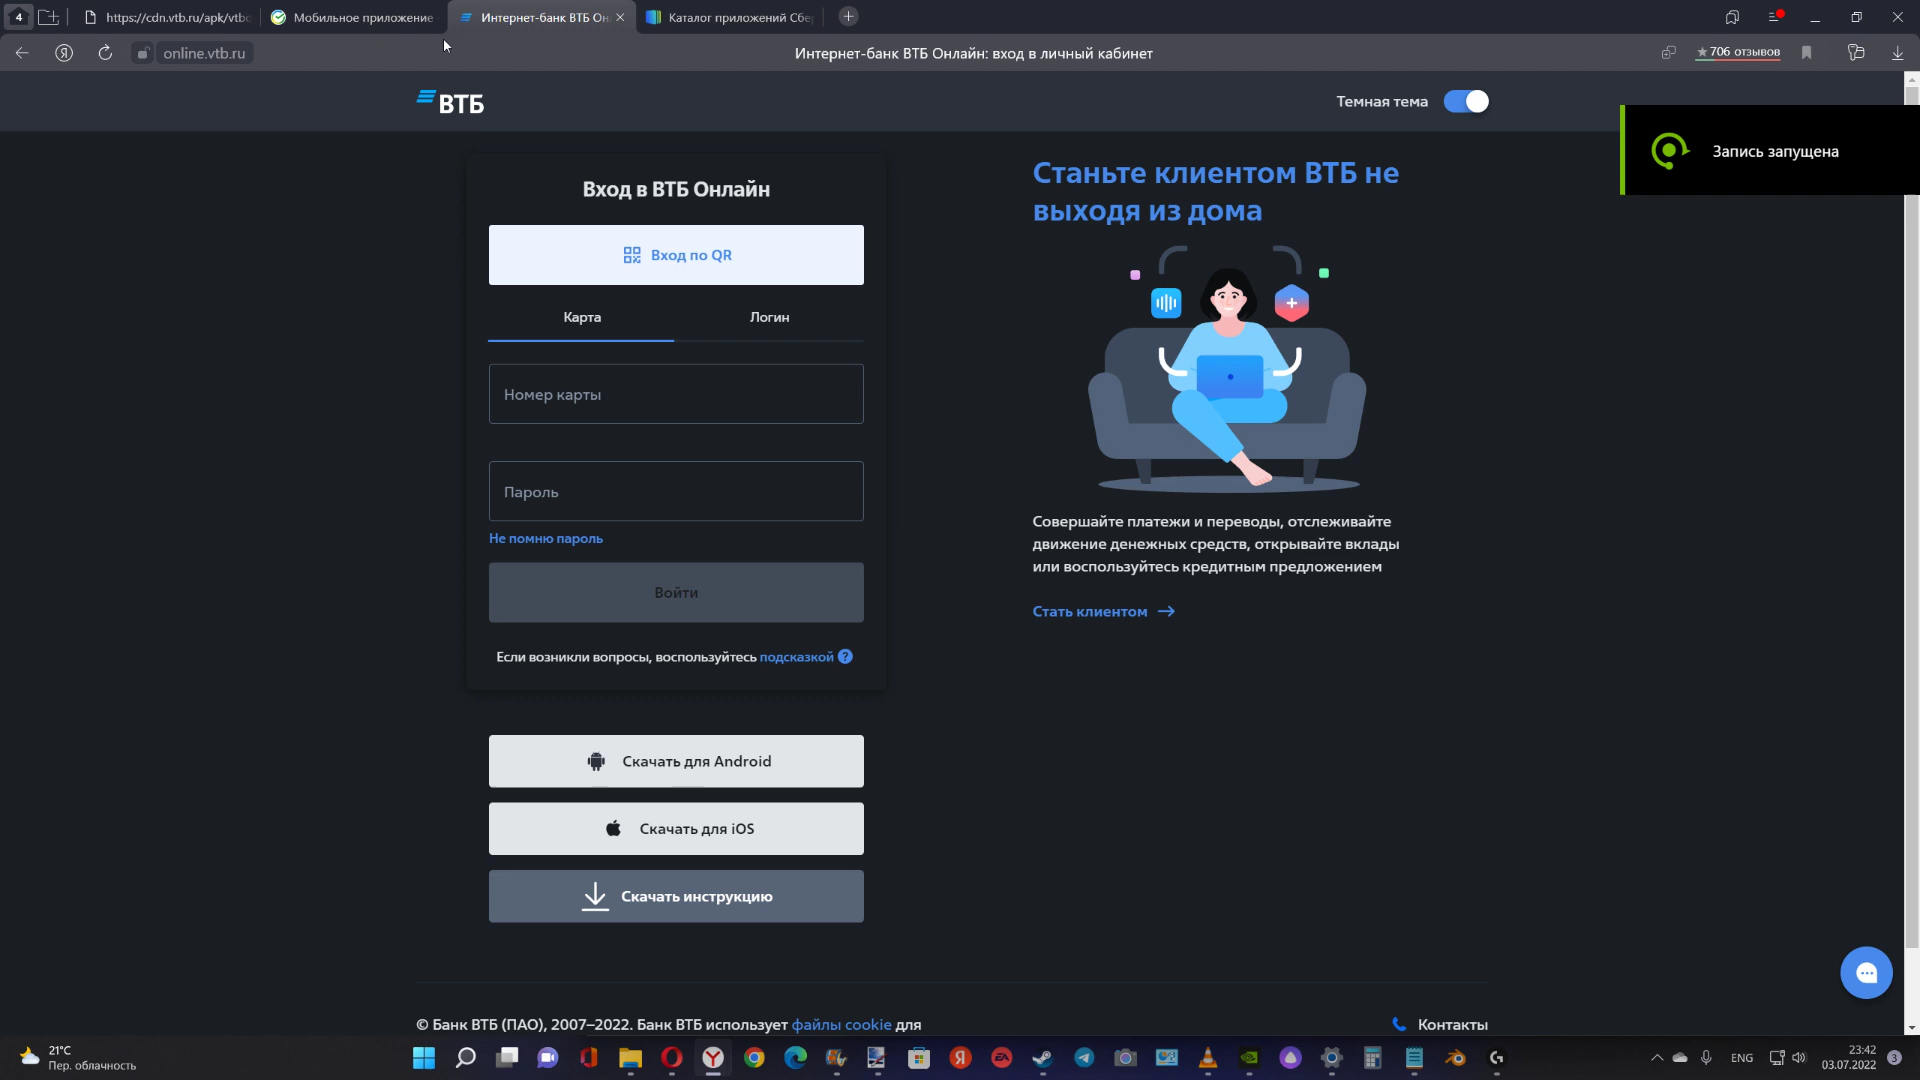 4
https://cdn.vtb.ru/apk/vtbo
Мобильное приложение
Интернет-банк ВТБ Он
Каталог приложений Сбер
Я
online.vtb.ru
Интернет-банк ВТБ Онлайн: вход в личный кабинет
706 отзывов
ВТБ
Темная тема
Запись запущена
Вход в ВТБ Онлайн
Вход по QR
Карта
Логин
Номер карты
Пароль
Не помню пароль
Войти
Если возникли вопросы, воспользуйтесь подсказкой ?
Скачать для Android
Скачать для iOS
Скачать инструкцию
Станьте клиентом ВТБ не
выходя из дома
Совершайте платежи и переводы, отслеживайте
движение денежных средств, открывайте вклады
или воспользуйтесь кредитным предложением
Стать клиентом
© Банк ВТБ (ПАО), 2007–2022. Банк ВТБ использует файлы cookie для
Контакты
21°C
Пер. облачность
ENG
23:42
03.07.2022
3